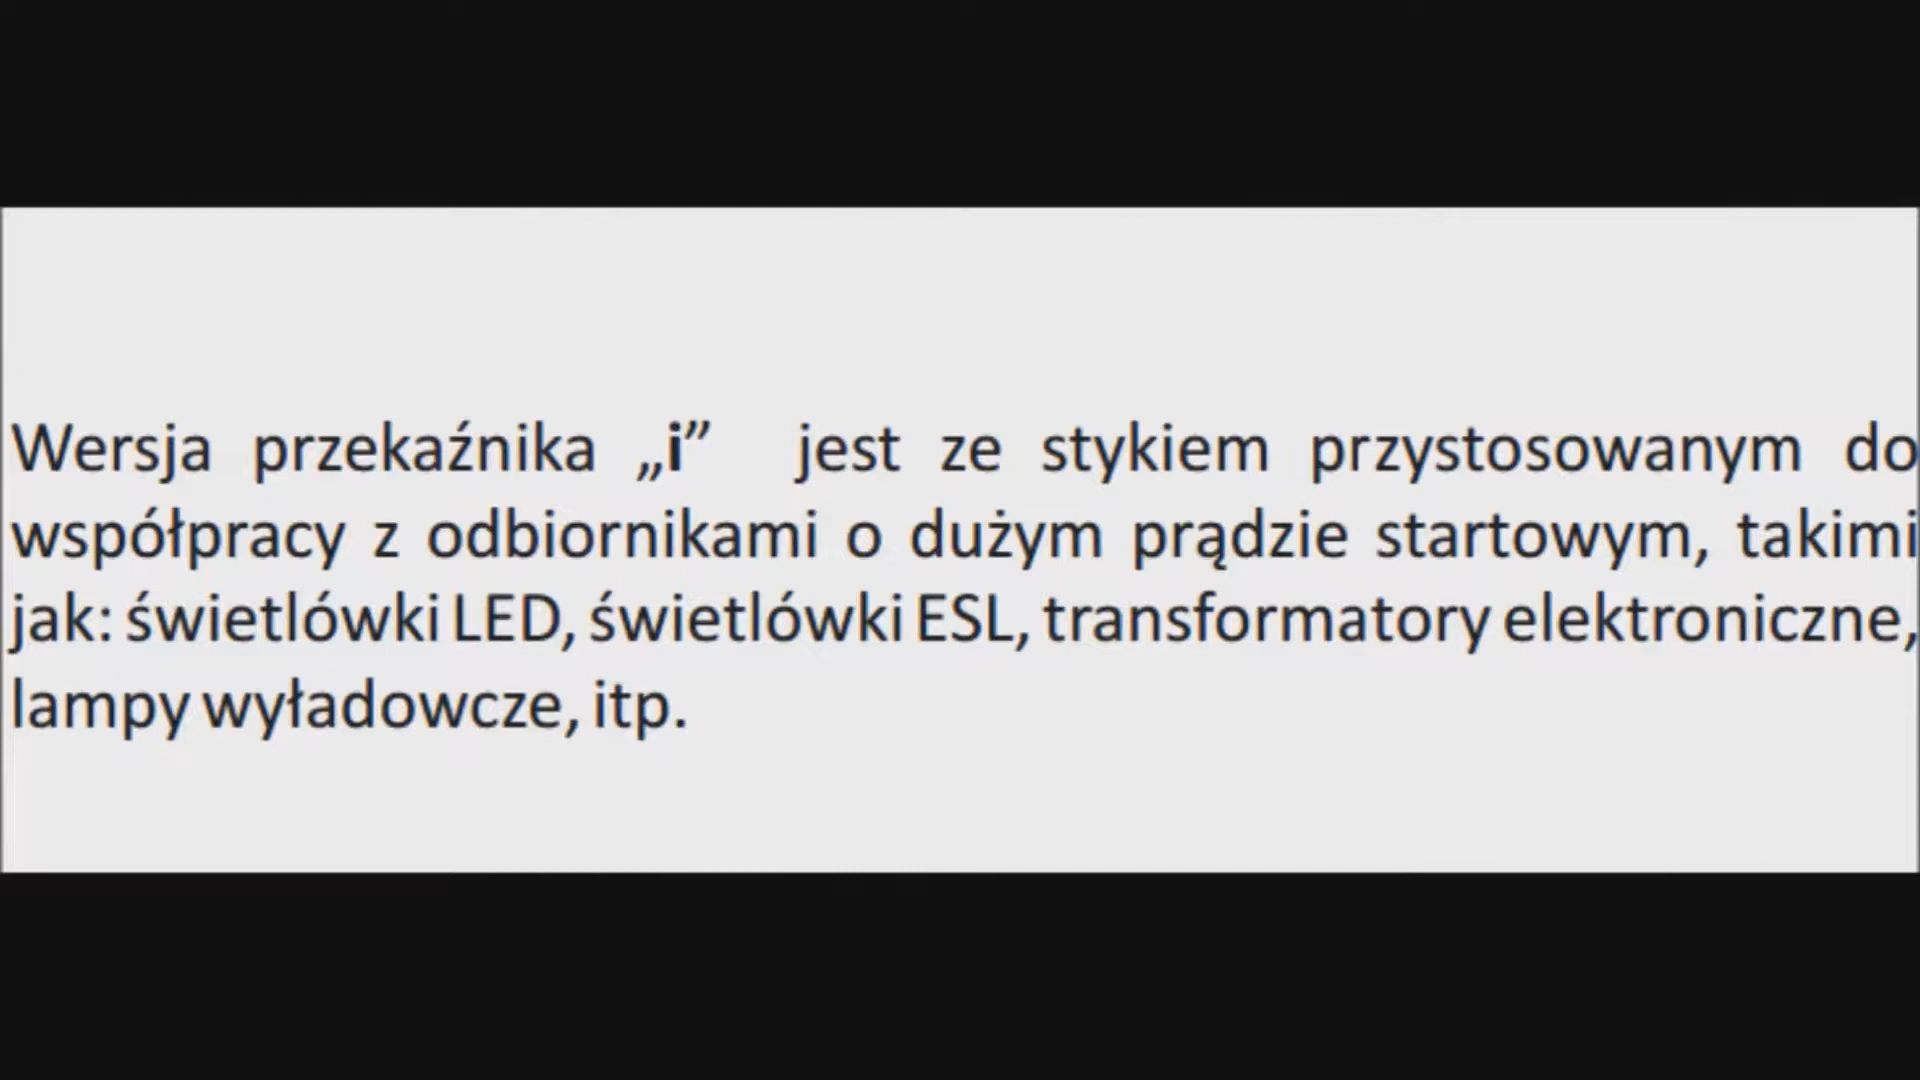 Wersja przekaźnika „i” jest ze stykiem przystosowanym do
współpracy z odbiornikami o dużym prądzie startowym, takimi
jak: świetlówki LED, świetlówki ESL, transformatory elektroniczne,
lampy wyładowcze, itp.